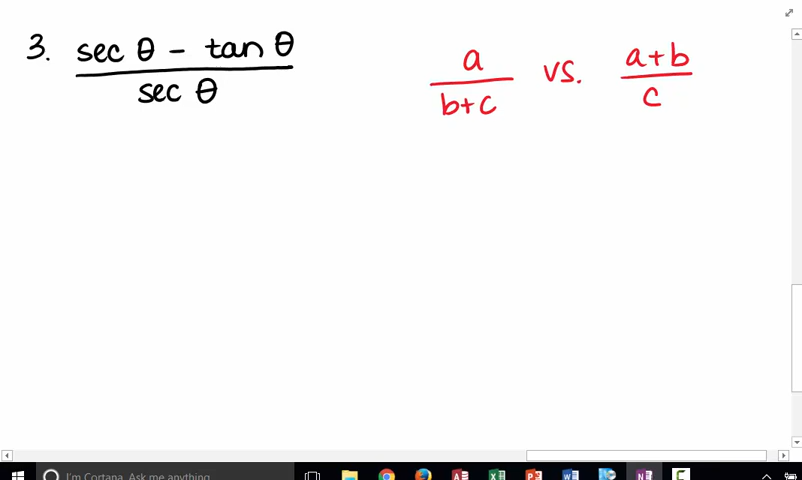 3. sec θ - tan θ
sec θ
a vs. a+b
b+c c
I'm Cortana. Ask me anything.